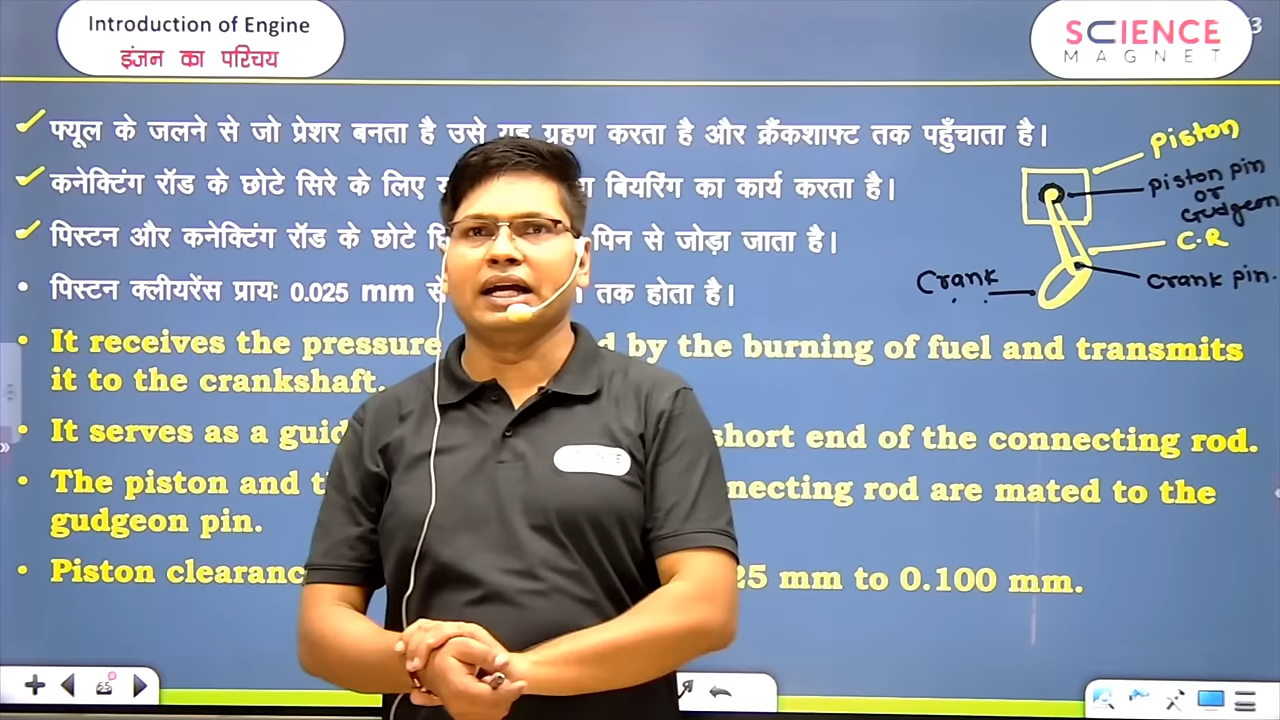 Introduction of Engine
इंजन का परिचय
SCIENCE
MAGNET
3
फ्यूल के जलने से जो प्रेशर बनता है उसे यह ग्रहण करता है और क्रैंकशाफ्ट तक पहुँचाता है।
कनेक्टिंग रॉड के छोटे सिरे के लिए बियरिंग का कार्य करता है।
पिस्टन और कनेक्टिंग रॉड के छोटे पिन से जोड़ा जाता है।
• पिस्टन क्लीयरेंस प्रायः 0.025 mm से तक होता है।
• It receives the pressure by the burning of fuel and transmits
it to the crankshaft.
• It serves as a short end of the connecting rod.
• The piston and rod are mated to the
gudgeon pin.
• Piston mm to 0.100 mm.
Piston
piston pin
or
Gudgeon
C.R
Crank
crank pin.